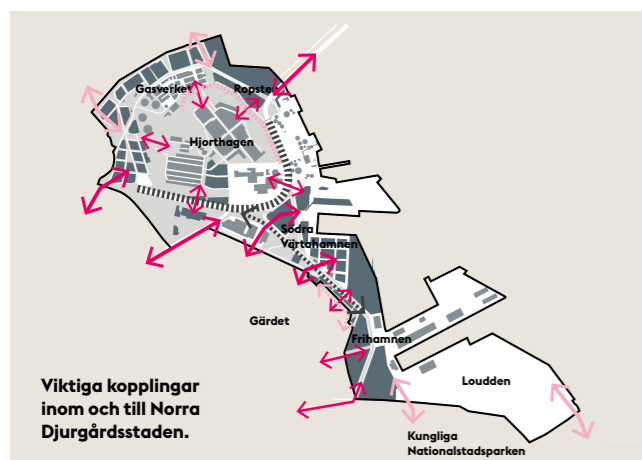 Gasverket
Ropsten
Hjorthagen
Södra
Värtahamnen
Gärdet
Frihamnen
Loudden
Viktiga kopplingar
inom och till Norra
Djurgårdsstaden.
Kungliga
Nationalstadsparken